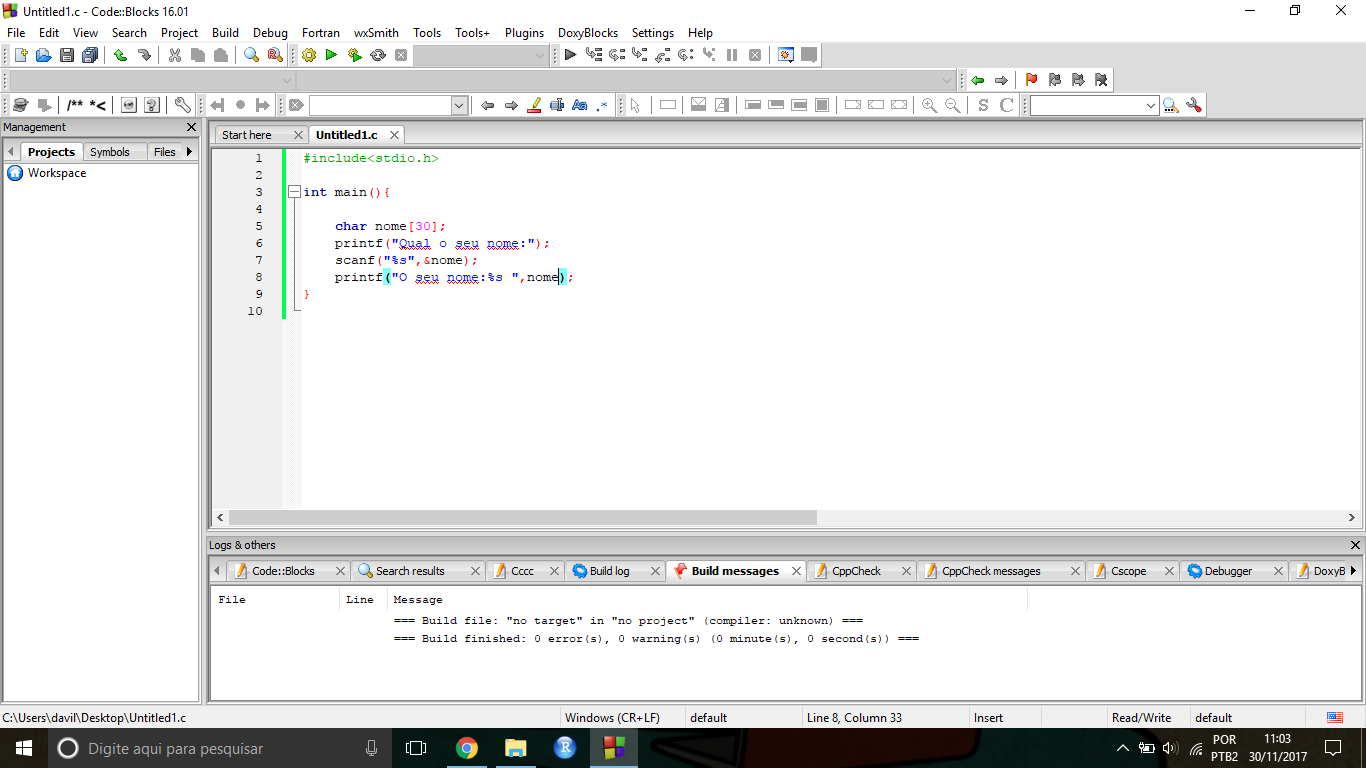 Untitled1.c - Code::Blocks 16.01
File Edit View Search Project Build Debug Fortran wxSmith Tools Tools+ Plugins DoxyBlocks Settings Help
/** *< Aa .* S C
Management
Projects Symbols Files
Workspace
Start here Untitled1.c
1 #include<stdio.h>
2
3 int main(){
4
5 char nome[30];
6 printf("Qual o seu nome:");
7 scanf("%s",&nome);
8 printf("O seu nome:%s ",nome);
9 }
10
Logs & others
Code::Blocks Search results Cccc Build log Build messages CppCheck CppCheck messages Cscope Debugger DoxyB
File Line Message
=== Build file: "no target" in "no project" (compiler: unknown) ===
=== Build finished: 0 error(s), 0 warning(s) (0 minute(s), 0 second(s)) ===
C:\Users\davil\Desktop\Untitled1.c Windows (CR+LF) default Line 8, Column 33 Insert Read/Write default
Digite aqui para pesquisar
R
POR
PTB2
11:03
30/11/2017